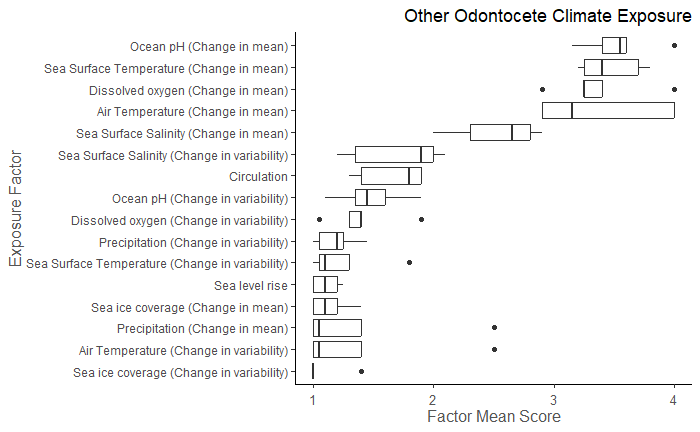 Other Odontocete Climate Exposure
Exposure Factor
Ocean pH (Change in mean)
Sea Surface Temperature (Change in mean)
Dissolved oxygen (Change in mean)
Air Temperature (Change in mean)
Sea Surface Salinity (Change in mean)
Sea Surface Salinity (Change in variability)
Circulation
Ocean pH (Change in variability)
Dissolved oxygen (Change in variability)
Precipitation (Change in variability)
Sea Surface Temperature (Change in variability)
Sea level rise
Sea ice coverage (Change in mean)
Precipitation (Change in mean)
Air Temperature (Change in variability)
Sea ice coverage (Change in variability)
1 2 3 4
Factor Mean Score